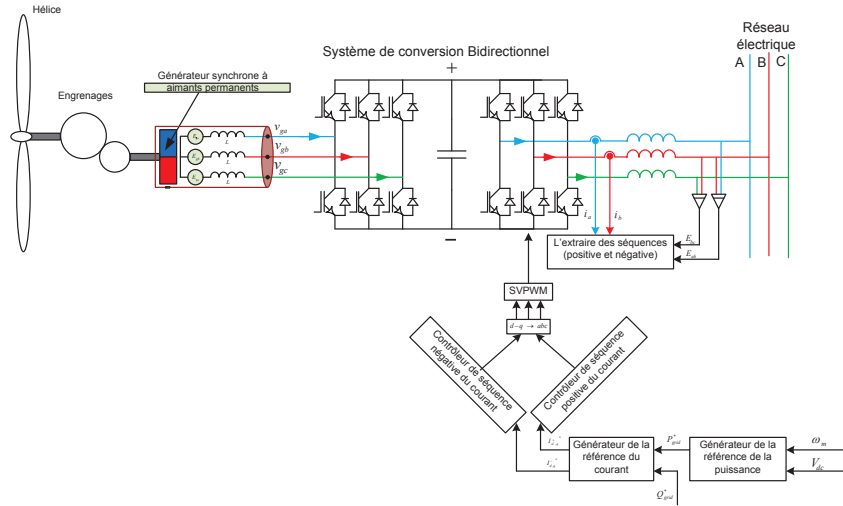 Hélice
Engrenages
Générateur synchrone à
aimants permanents
Système de conversion Bidirectionnel
Réseau
électrique
A B C
+
v_ga
v_gb
v_gc
L
L
L
−
i_a
i_b
L'extraire des séquences
(positive et négative)
E_bc
E_ab
SVPWM
d−q → abc
Contrôleur de séquence
négative du courant
Contrôleur de séquence
positive du courant
Générateur de la
référence du
courant
P*_grid
Générateur de la
référence de la
puissance
ω_m
V_dc
Q*_grid